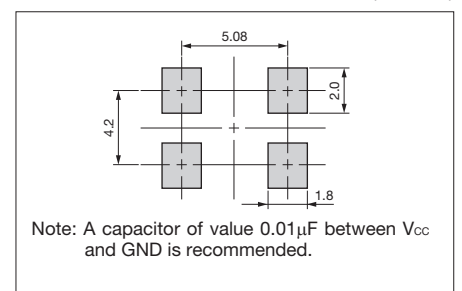 5.08
2.0
4.2
1.8
Note: A capacitor of value 0.01μF between Vcc
and GND is recommended.